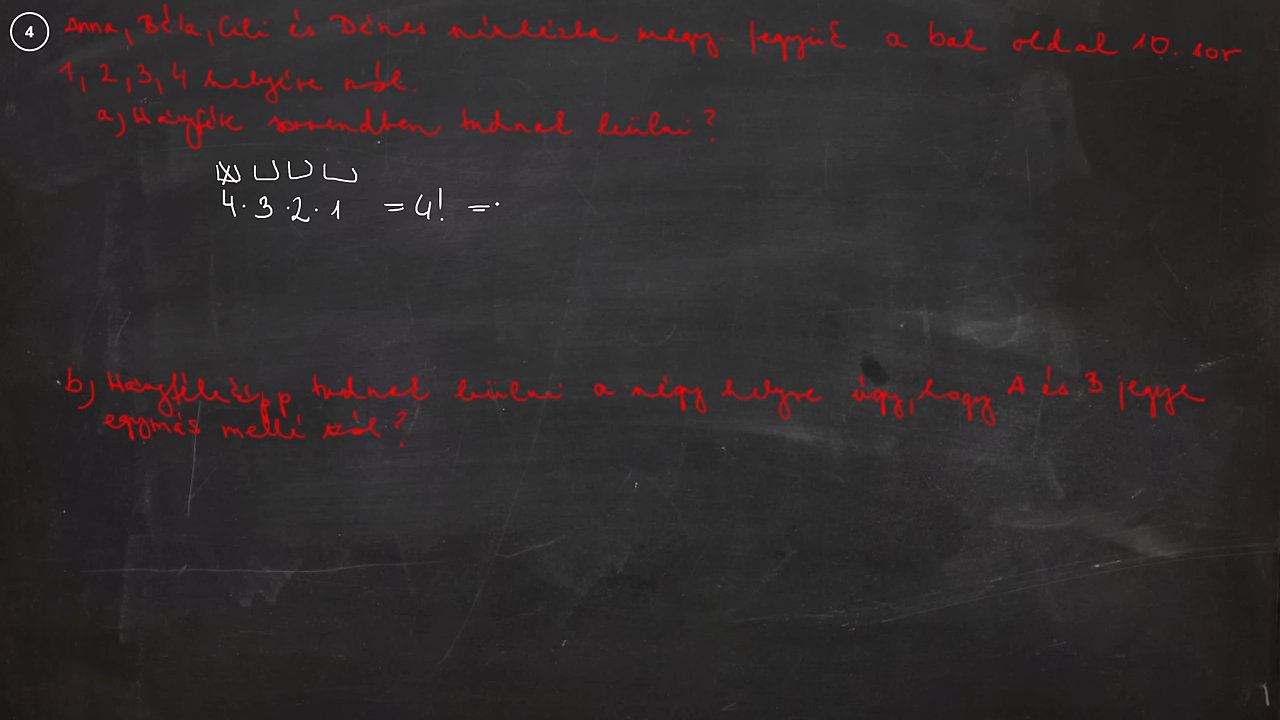 4
Anna, Béla, Cili és Dénes színházba megy. Jegyük a bal oldal 10. sor
1, 2, 3, 4 helyére szól.
a) Hányfék sorrendben tudnak leülni?
4 · 3 · 2 · 1 = 4! =
b) Hányféleképp tudnak leülni a négy helyre úgy, hogy A és B jegye
egymás mellé szól?